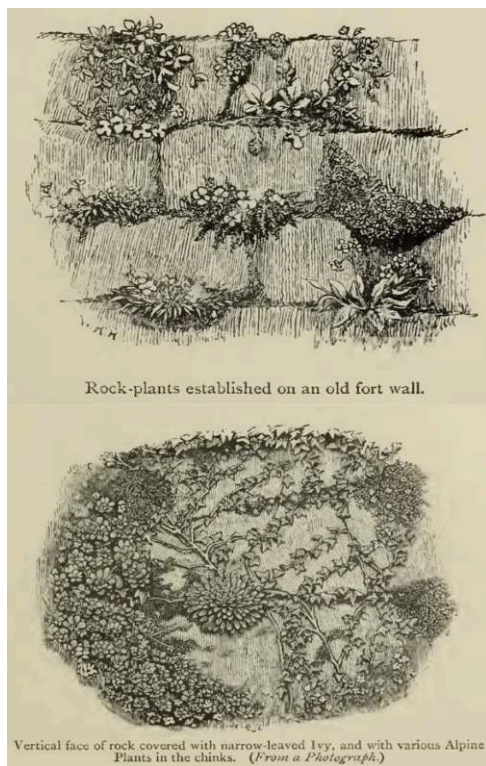 Rock-plants established on an old fort wall.
Vertical face of rock covered with narrow-leaved Ivy, and with various Alpine
Plants in the chinks. (From a Photograph.)